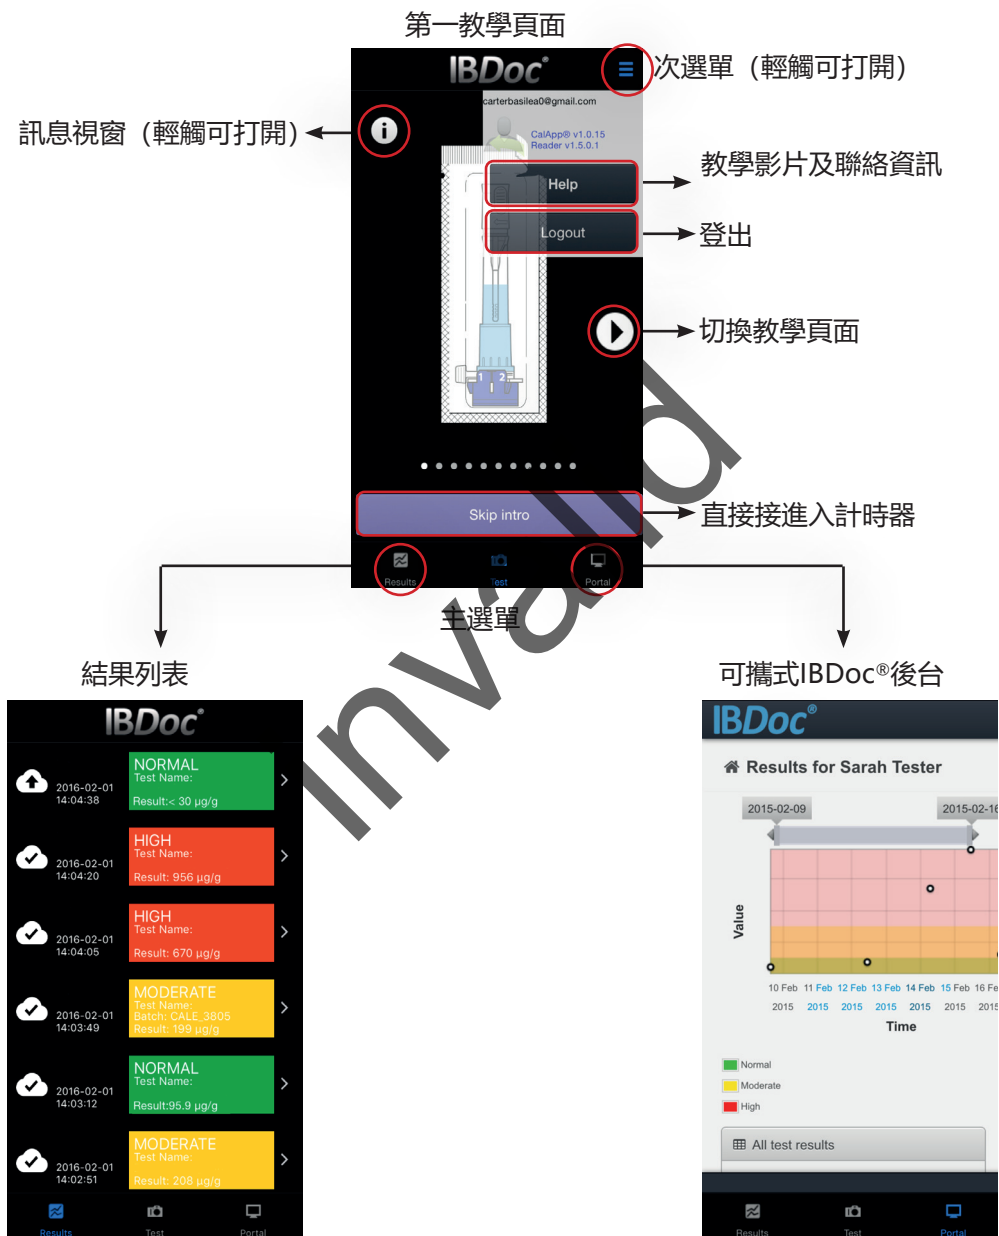 第一教學頁面
IBDoc®
次選單（輕觸可打開）
carterbasilea0@gmail.com
訊息視窗（輕觸可打開）
CalApp® v1.0.15
Reader v1.5.0.1
Help
教學影片及聯絡資訊
Logout
登出
切換教學頁面
1 2
Skip intro
直接接進入計時器
Results
Test
Portal
主選單
Invalid
結果列表
IBDoc®
2016-02-01
14:04:38
NORMAL
Test Name:
Result:< 30 µg/g
2016-02-01
14:04:20
HIGH
Test Name:
Result: 956 µg/g
2016-02-01
14:04:05
HIGH
Test Name:
Result: 670 µg/g
2016-02-01
14:03:49
MODERATE
Test Name:
Batch: CALE_3805
Result: 199 µg/g
2016-02-01
14:03:12
NORMAL
Test Name:
Result:95.9 µg/g
2016-02-01
14:02:51
MODERATE
Test Name:
Result: 208 µg/g
Results
Test
Portal
可攜式IBDoc®後台
IBDoc®
Results for Sarah Tester
2015-02-09
2015-02-16
Value
10 Feb 11 Feb 12 Feb 13 Feb 14 Feb 15 Feb 16 Fe
2015 2015 2015 2015 2015 2015 2015
Time
Normal
Moderate
High
All test results
Results
Test
Portal